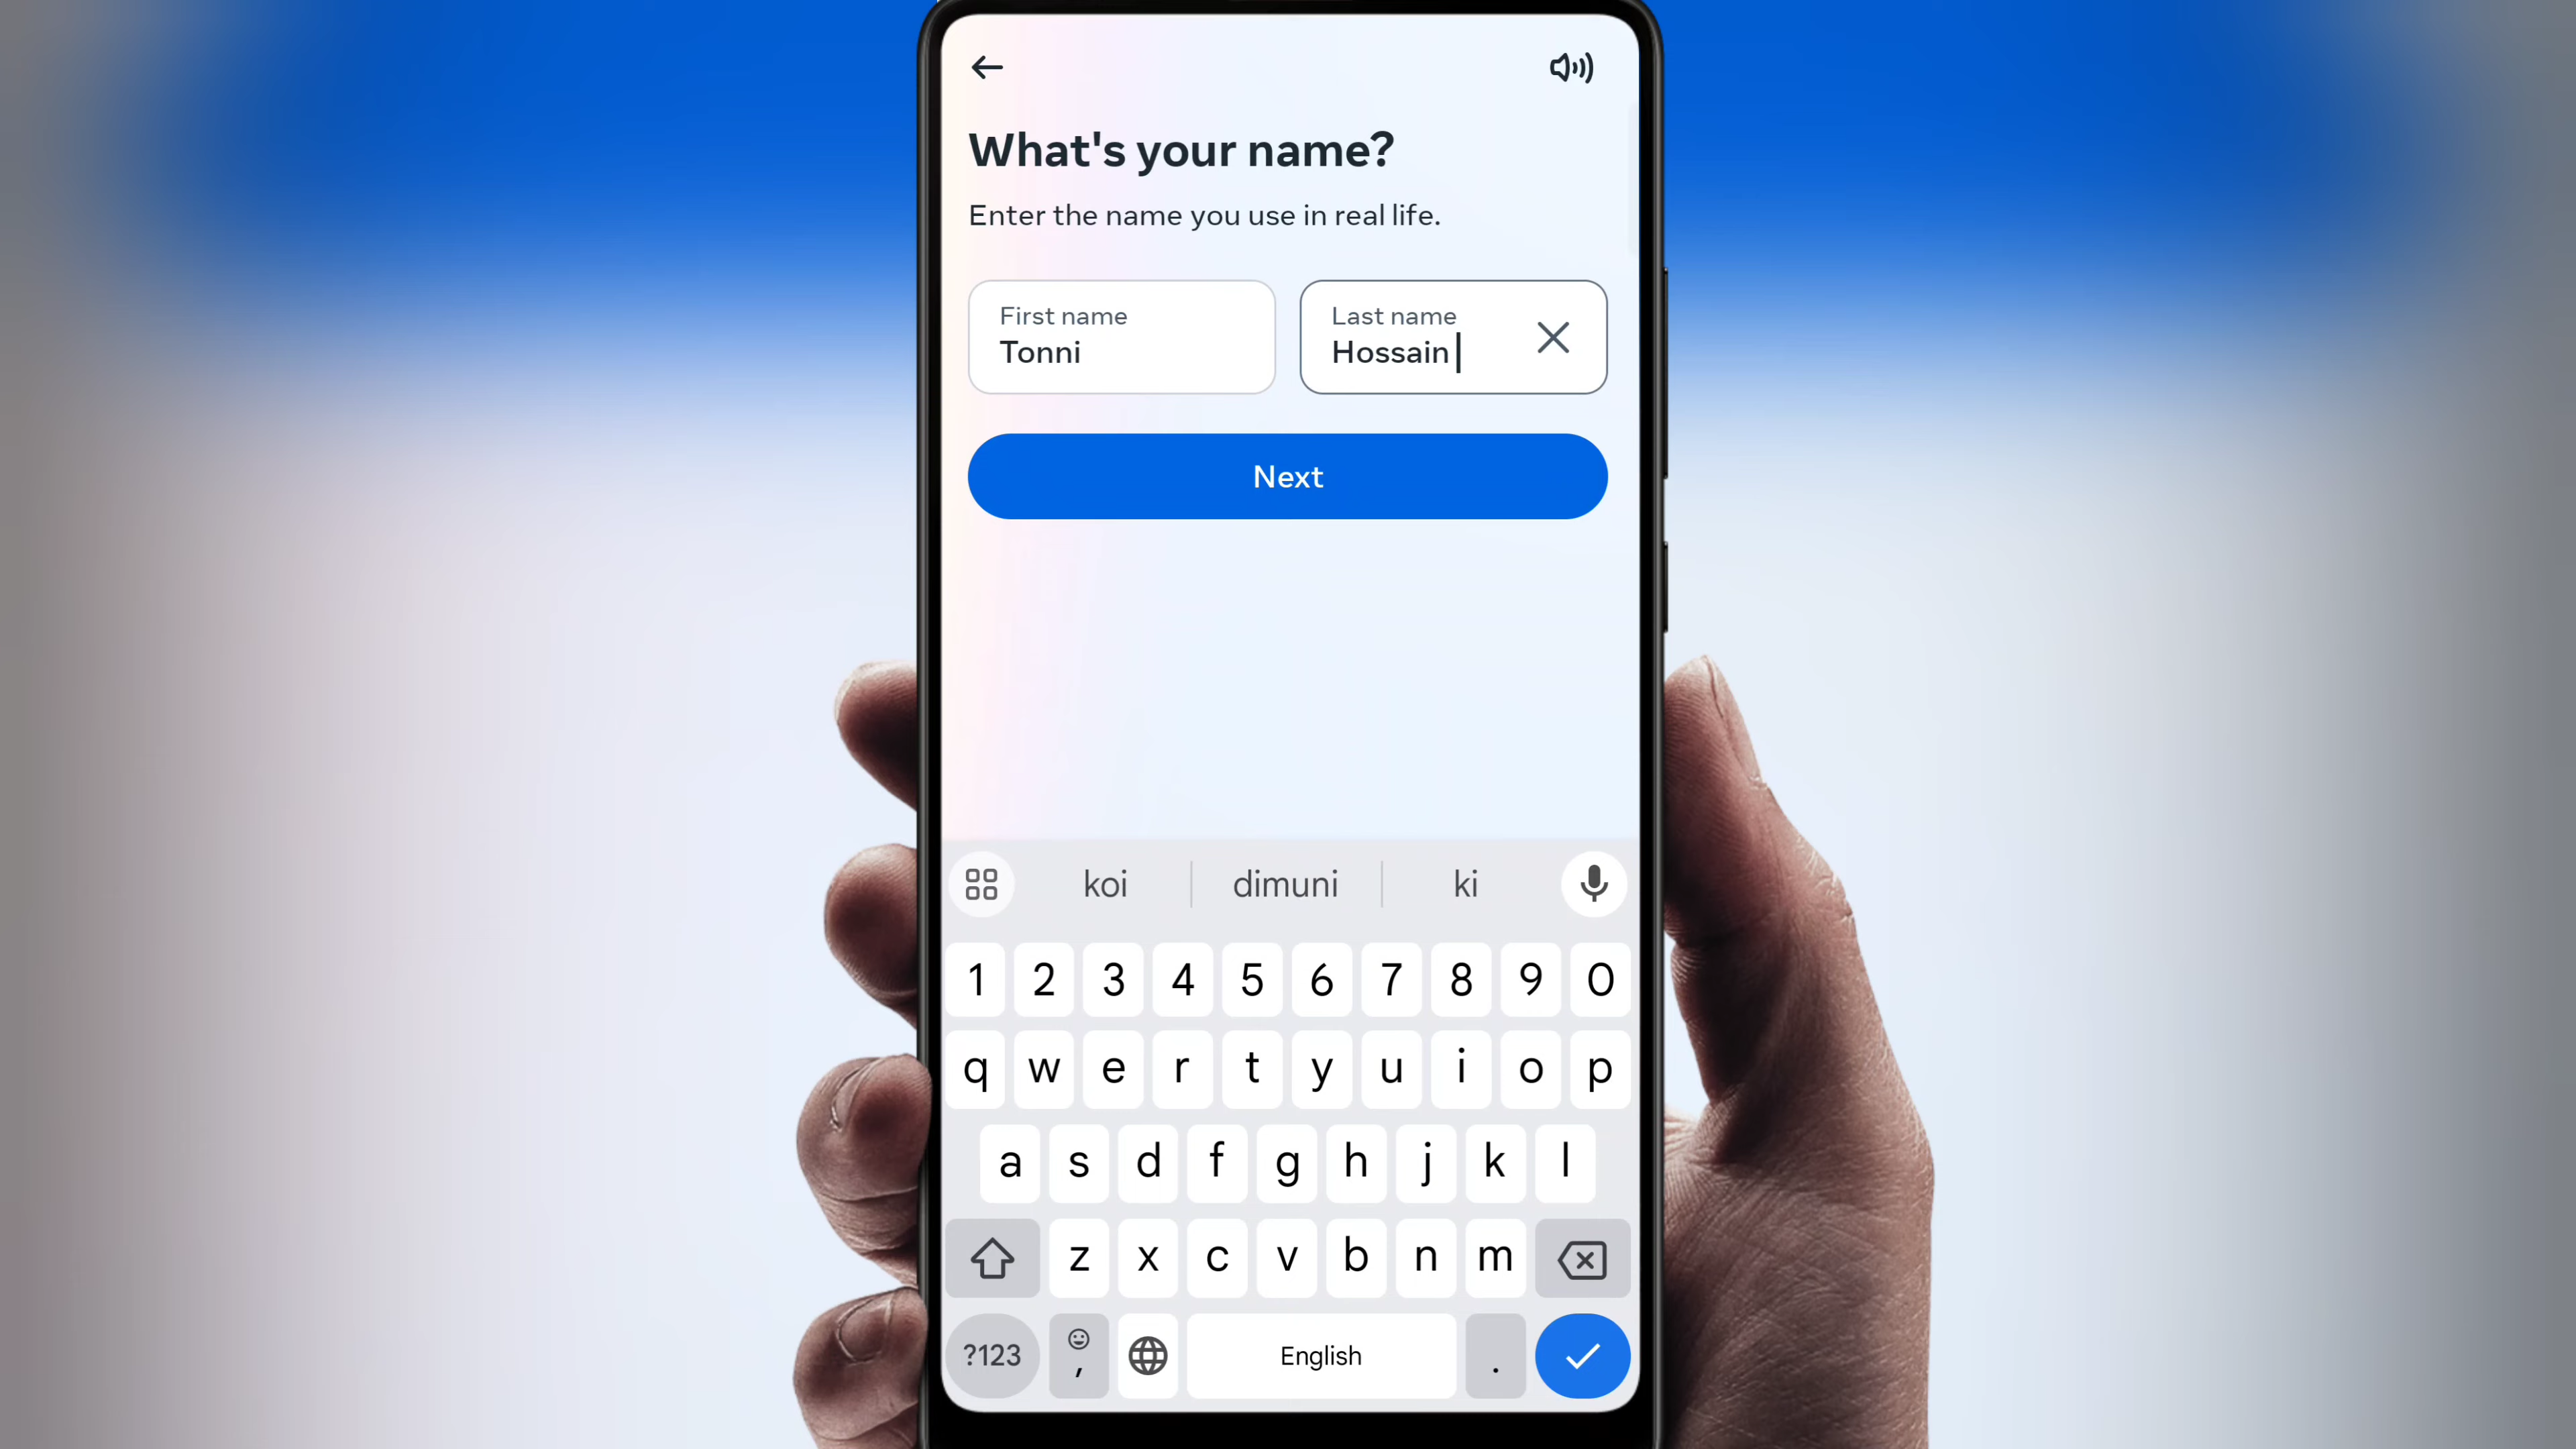 What's your name?
Enter the name you use in real life.
First name
Tonni
Last name
Hossain
Next
koi dimuni ki
1 2 3 4 5 6 7 8 9 0
q w e r t y u i o p
a s d f g h j k l
z x c v b n m
?123 , English .